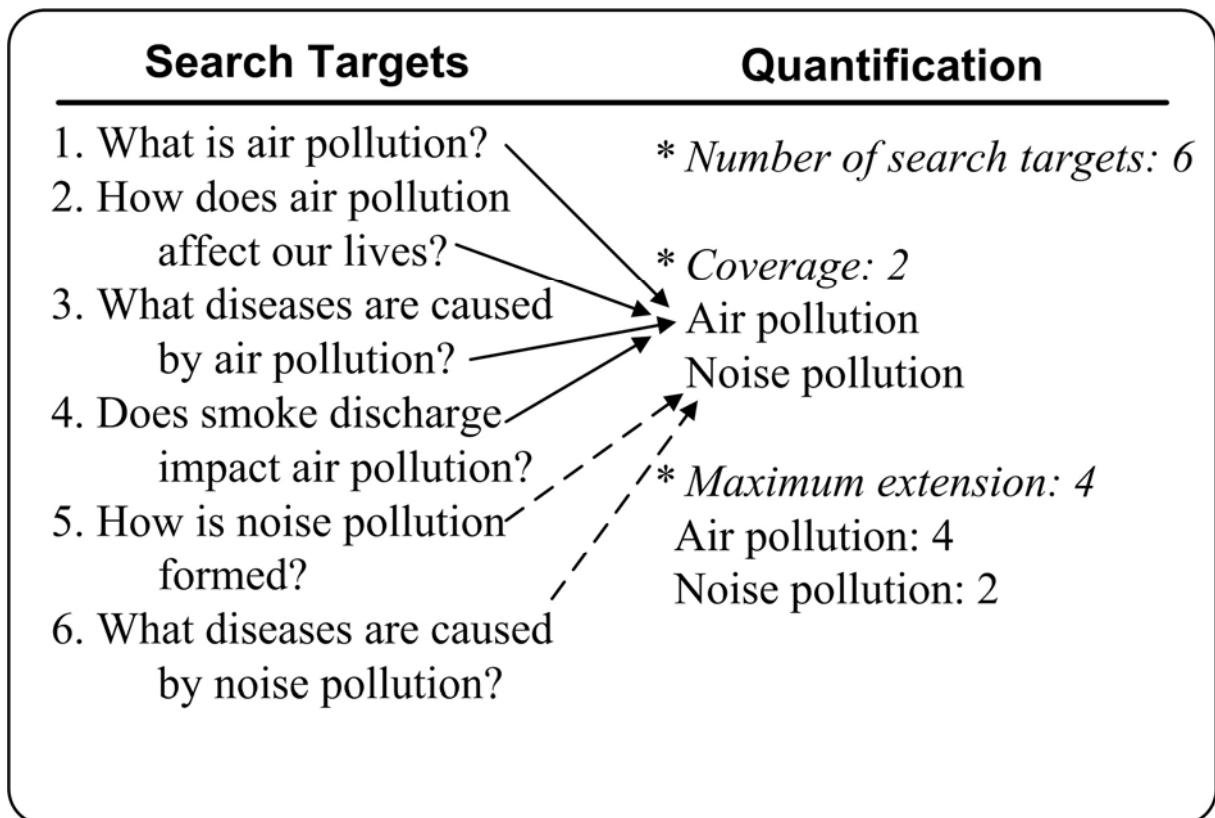 Search Targets
Quantification
1. What is air pollution?
2. How does air pollution
affect our lives?
3. What diseases are caused
by air pollution?
4. Does smoke discharge
impact air pollution?
5. How is noise pollution
formed?
6. What diseases are caused
by noise pollution?
* Number of search targets: 6
* Coverage: 2
Air pollution
Noise pollution
* Maximum extension: 4
Air pollution: 4
Noise pollution: 2